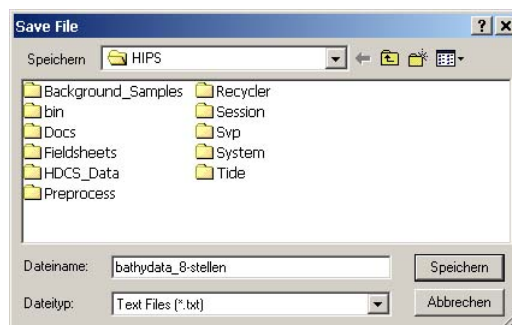 Save File
Speichern HIPS
Background_Samples Recycler
bin Session
Docs Svp
Fieldsheets System
HDCS_Data Tide
Preprocess
Dateiname: bathydata_8-stellen Speichern
Dateityp: Text Files (*.txt) Abbrechen